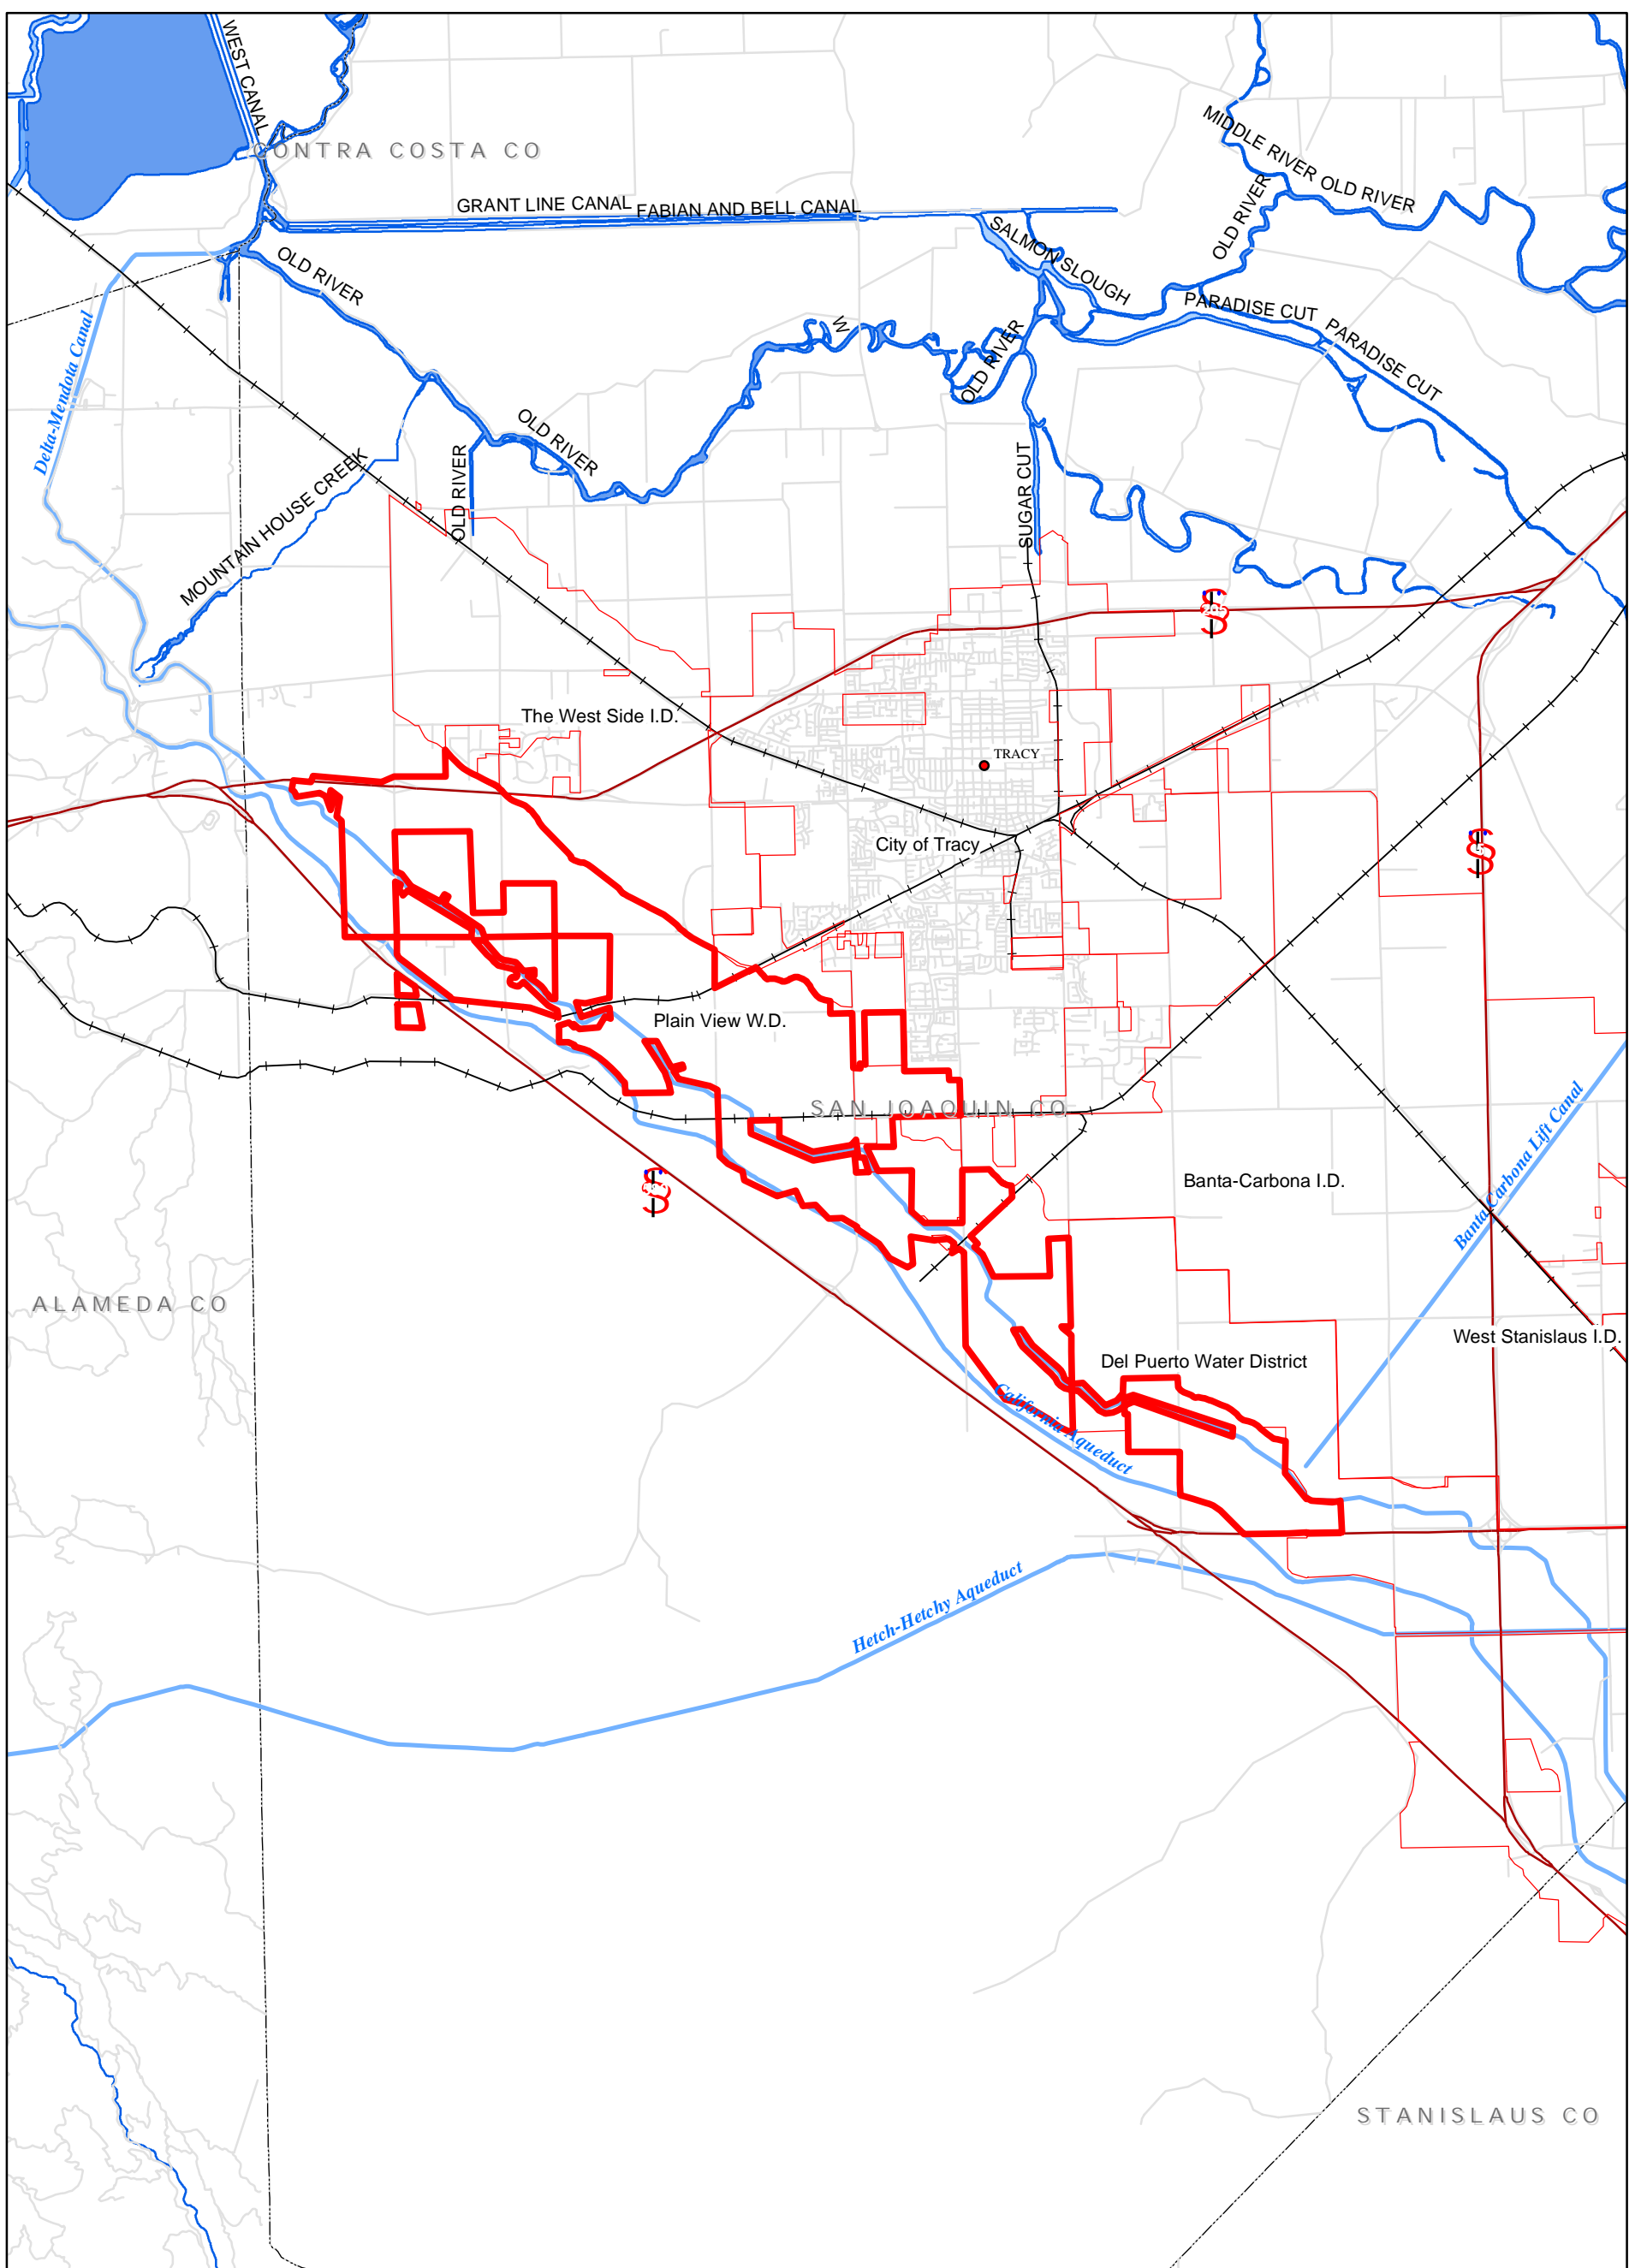 WEST CANAL
CONTRA COSTA CO
MIDDLE RIVER
OLD RIVER
GRANT LINE CANAL
FABIAN AND BELL CANAL
OLD RIVER
SALMON SLOUGH
OLD RIVER
PARADISE CUT
PARADISE CUT
W
OLD RIVER
Delta-Mendota Canal
OLD RIVER
OLD RIVER
SUGAR CUT
MOUNTAIN HOUSE CREEK
205
The West Side I.D.
TRACY
City of Tracy
5
Plain View W.D.
SAN JOAQUIN CO
Banta-Carbona I.D.
Banta Carbona Lift Canal
ALAMEDA CO
West Stanislaus I.D.
Del Puerto Water District
California Aqueduct
Hetch-Hetchy Aqueduct
STANISLAUS CO